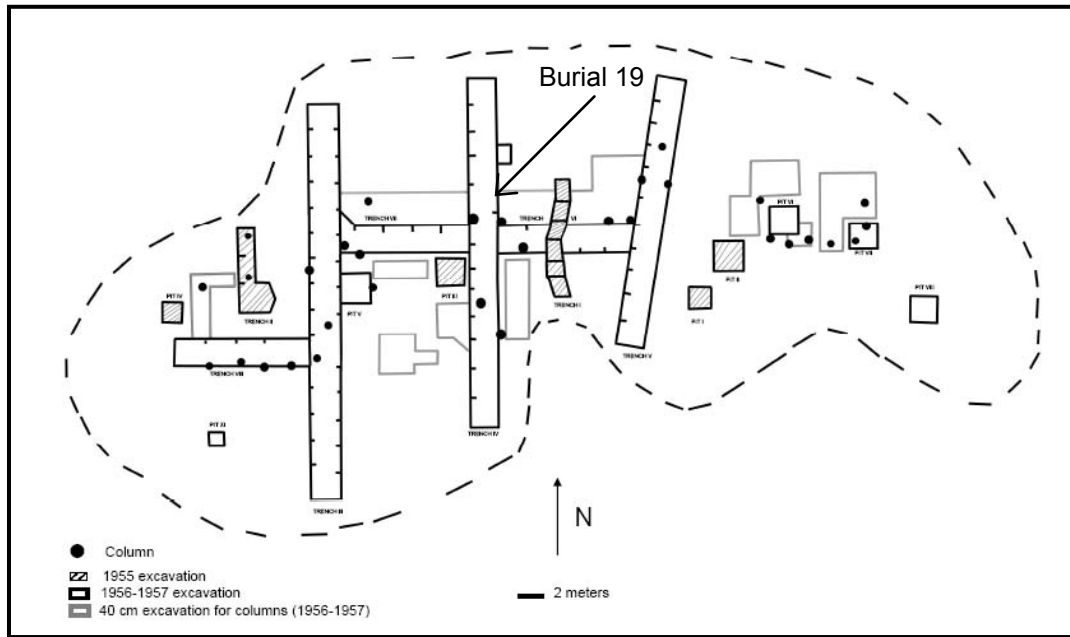 Burial 19
PIT VI
TRENCH VII
TRENCH
VI
PIT VII
PIT II
PIT IV
PIT XI
PIT VIII
TRENCH I
PIT V
PIT I
TRENCH II
TRENCH V
TRENCH VIII
PIT XI
TRENCH IV
TRENCH III
N
Column
1955 excavation
1956-1957 excavation
2 meters
40 cm excavation for columns (1956-1957)